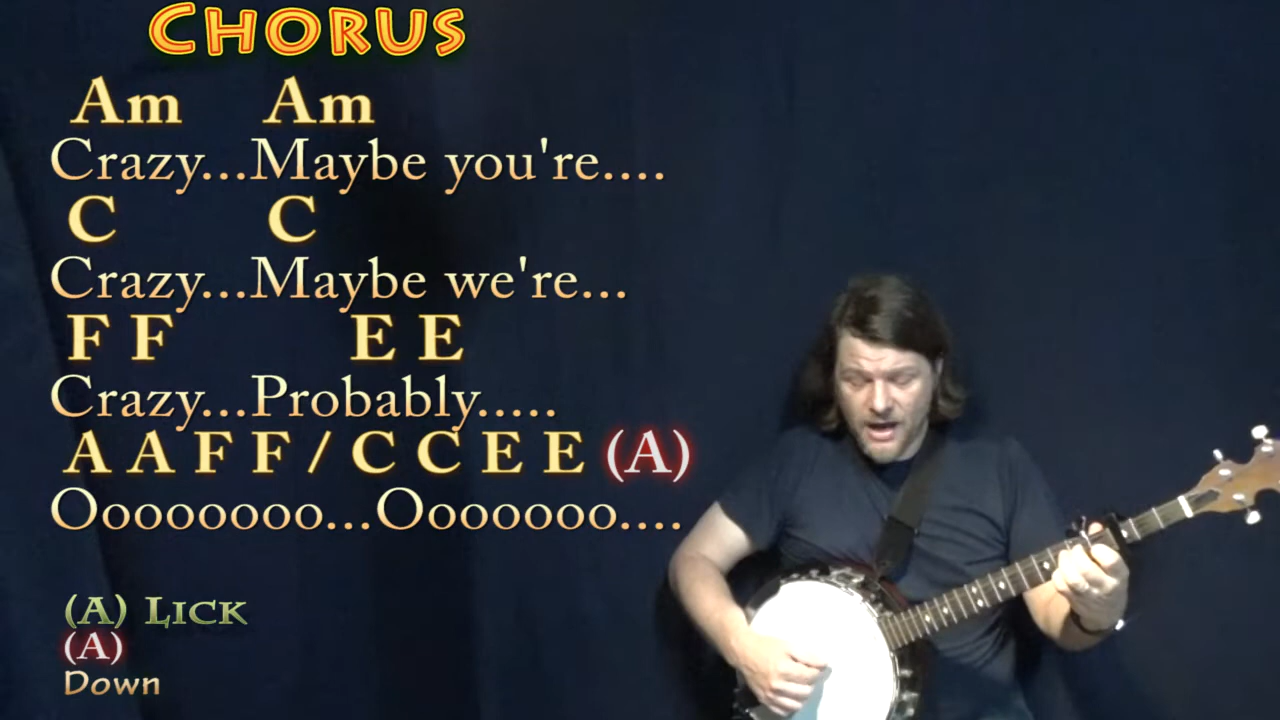 CHORUS
Am Am
Crazy...Maybe you're....
C C
Crazy...Maybe we're...
F F E E
Crazy...Probably.....
A A F F / C C E E (A)
Oooooooo...Ooooooo....
(A) LICK
(A)
Down